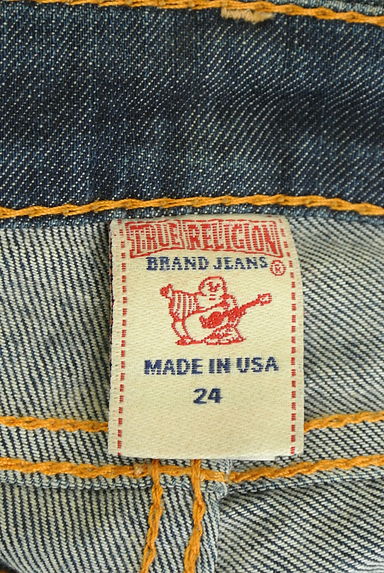 TRUE RELIGION
BRAND JEANS®
MADE IN USA
24